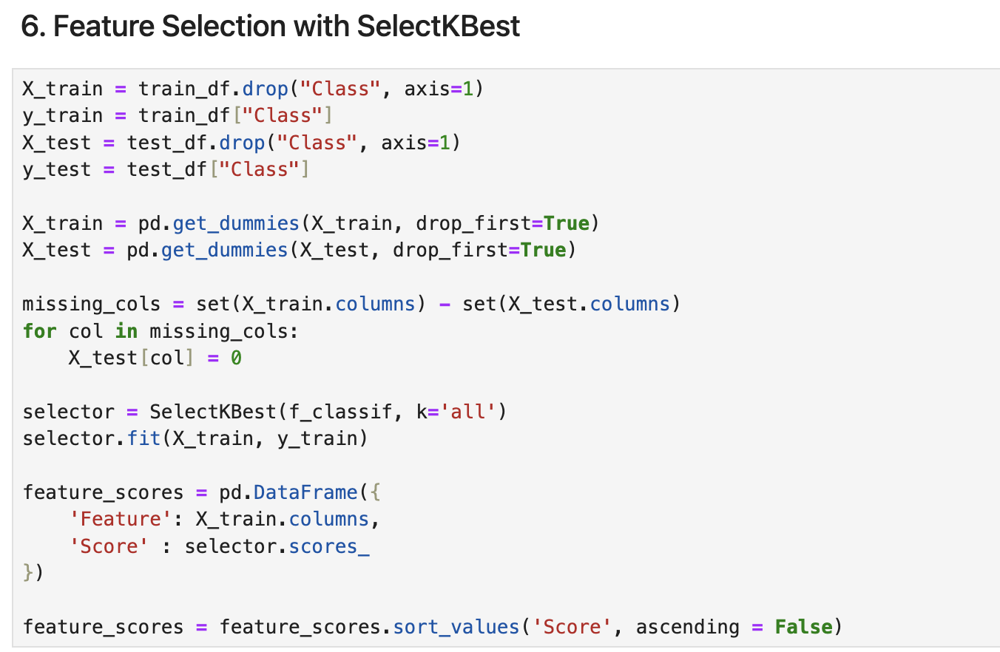 6. Feature Selection with SelectKBest
X_train = train_df.drop("Class", axis=1)
y_train = train_df["Class"]
X_test = test_df.drop("Class", axis=1)
y_test = test_df["Class"]
X_train = pd.get_dummies(X_train, drop_first=True)
X_test = pd.get_dummies(X_test, drop_first=True)
missing_cols = set(X_train.columns) - set(X_test.columns)
for col in missing_cols:
    X_test[col] = 0
selector = SelectKBest(f_classif, k='all')
selector.fit(X_train, y_train)
feature_scores = pd.DataFrame({
    'Feature': X_train.columns,
    'Score' : selector.scores_
})
feature_scores = feature_scores.sort_values('Score', ascending = False)